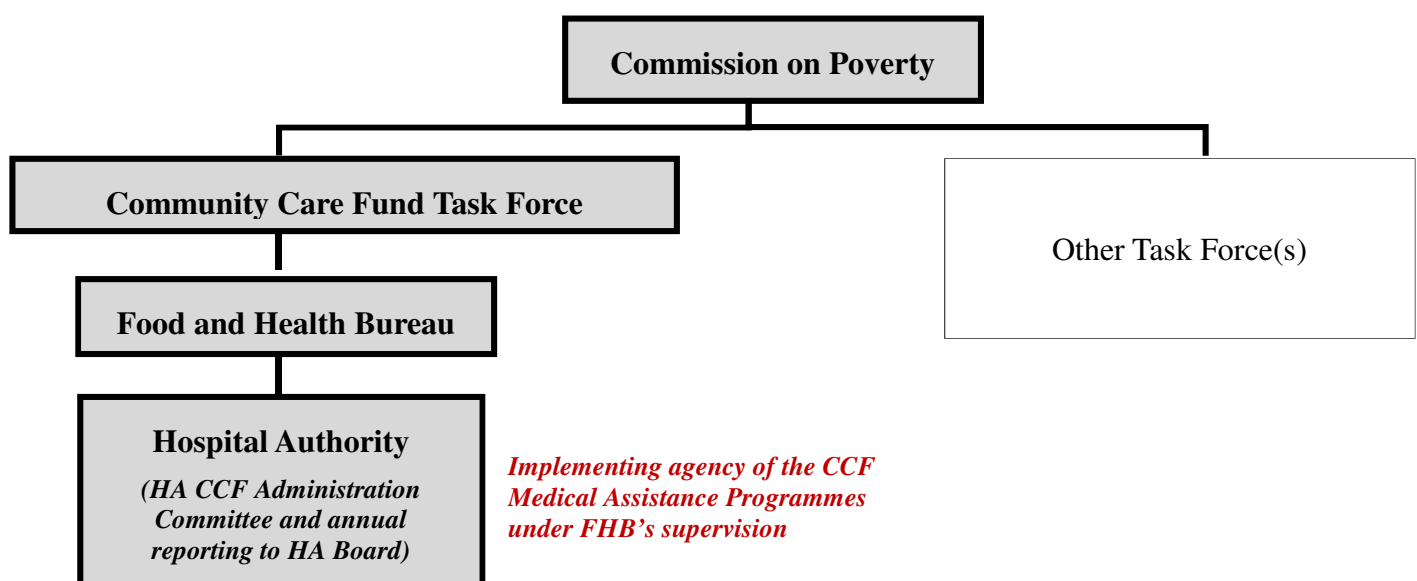 Commission on Poverty
Community Care Fund Task Force
Other Task Force(s)
Food and Health Bureau
Hospital Authority
(HA CCF Administration
Committee and annual
reporting to HA Board)
Implementing agency of the CCF
Medical Assistance Programmes
under FHB's supervision